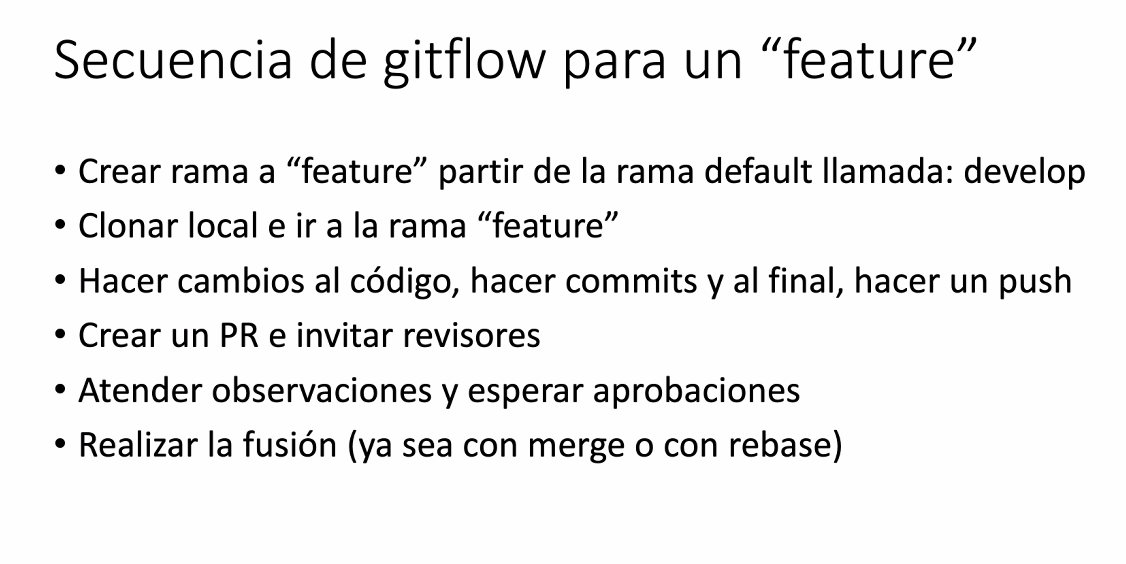 Secuencia de gitflow para un “feature”
• Crear rama a “feature” partir de la rama default llamada: develop
• Clonar local e ir a la rama “feature”
• Hacer cambios al código, hacer commits y al final, hacer un push
• Crear un PR e invitar revisores
• Atender observaciones y esperar aprobaciones
• Realizar la fusión (ya sea con merge o con rebase)